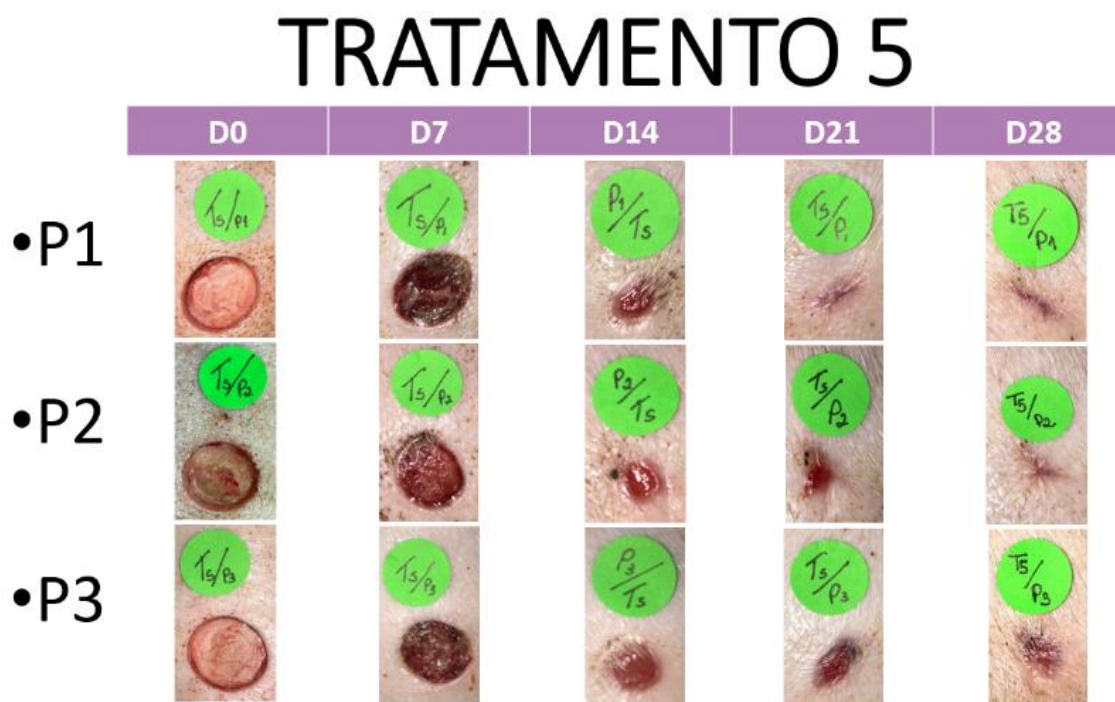 TRATAMENTO 5
D0 D7 D14 D21 D28
•P1
T5/P1 T5/P1 P1/T5 T5/P1 T5/P1
•P2
T5/P2 T5/P2 P2/T5 T5/P2 T5/P2
•P3
T5/P3 T5/P3 P3/T5 T5/P3 T5/P3